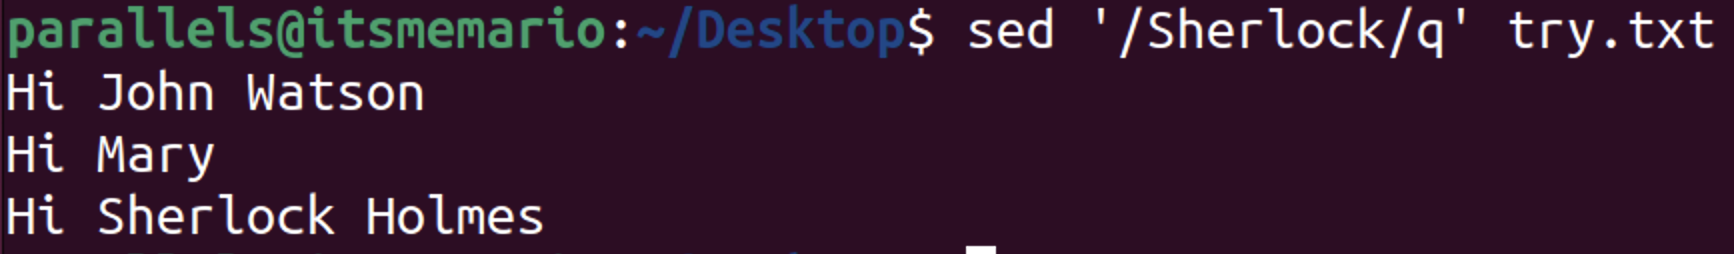 parallels@itsmemario:~/Desktop$ sed '/Sherlock/q' try.txt
Hi John Watson
Hi Mary
Hi Sherlock Holmes